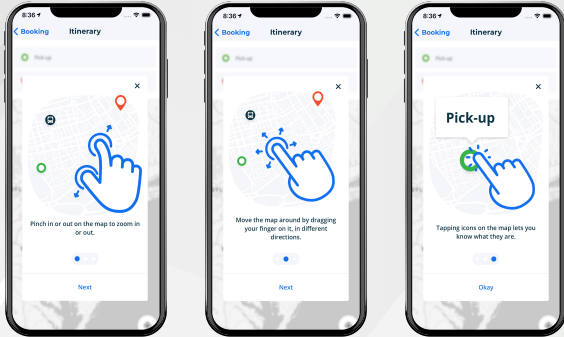 8:36
Booking Itinerary
Pick-up
Pinch in or out on the map to zoom in
or out.
Next
8:36
Booking Itinerary
Pick-up
Move the map around by dragging
your finger on it, in different
directions.
Next
8:36
Booking Itinerary
Pick-up
Pick-up
Tapping icons on the map lets you
know what they are.
Okay